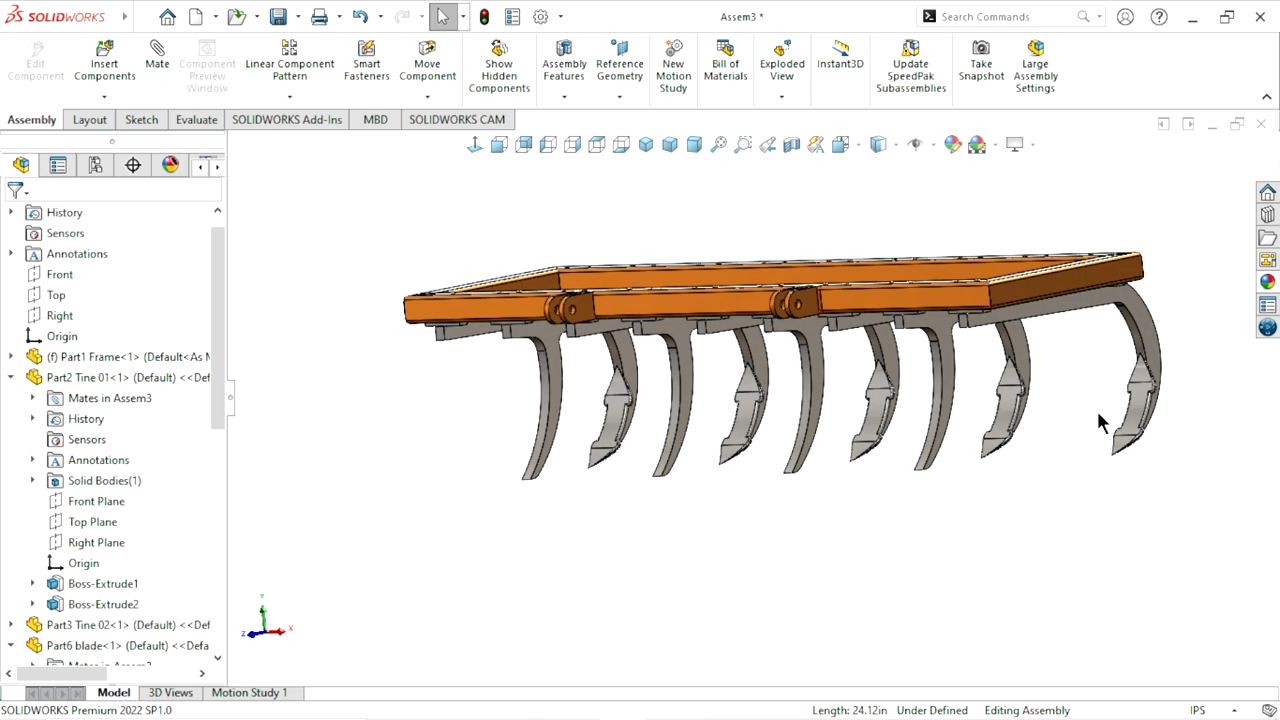 SOLIDWORKS
Assem3 *
Search Commands
Edit Component
Insert Components
Mate
Component Preview Window
Linear Component Pattern
Smart Fasteners
Move Component
Show Hidden Components
Assembly Features
Reference Geometry
New Motion Study
Bill of Materials
Exploded View
Instant3D
Update SpeedPak Subassemblies
Take Snapshot
Large Assembly Settings
Assembly Layout Sketch Evaluate SOLIDWORKS Add-Ins MBD SOLIDWORKS CAM
History
Sensors
Annotations
Front
Top
Right
Origin
(f) Part1 Frame<1> (Default<As M
Part2 Tine 01<1> (Default) <<Def
Mates in Assem3
History
Sensors
Annotations
Solid Bodies(1)
Front Plane
Top Plane
Right Plane
Origin
Boss-Extrude1
Boss-Extrude2
Part3 Tine 02<1> (Default) <<Def
Part6 blade<1> (Default) <<Defa
Mates in Assem3
Y
Z
X
Model 3D Views Motion Study 1
SOLIDWORKS Premium 2022 SP1.0
Length: 24.12in Under Defined Editing Assembly IPS